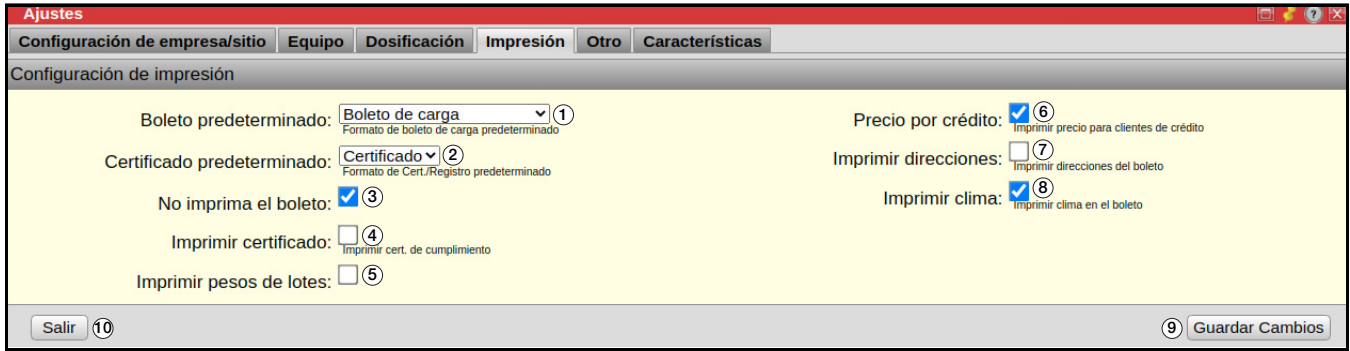 Ajustes
Configuración de empresa/sitio Equipo Dosificación Impresión Otro Características
Configuración de impresión
Boleto predeterminado: Boleto de carga 1
Formato de boleto de carga predeterminado
Certificado predeterminado: Certificado 2
Formato de Cert./Registro predeterminado
No imprima el boleto: 3
Imprimir certificado: 4
Imprimir cert. de cumplimiento
Imprimir pesos de lotes: 5
Precio por crédito: 6
Imprimir precio para clientes de crédito
Imprimir direcciones: 7
Imprimir direcciones del boleto
Imprimir clima: 8
Imprimir clima en el boleto
Salir 10
9 Guardar Cambios